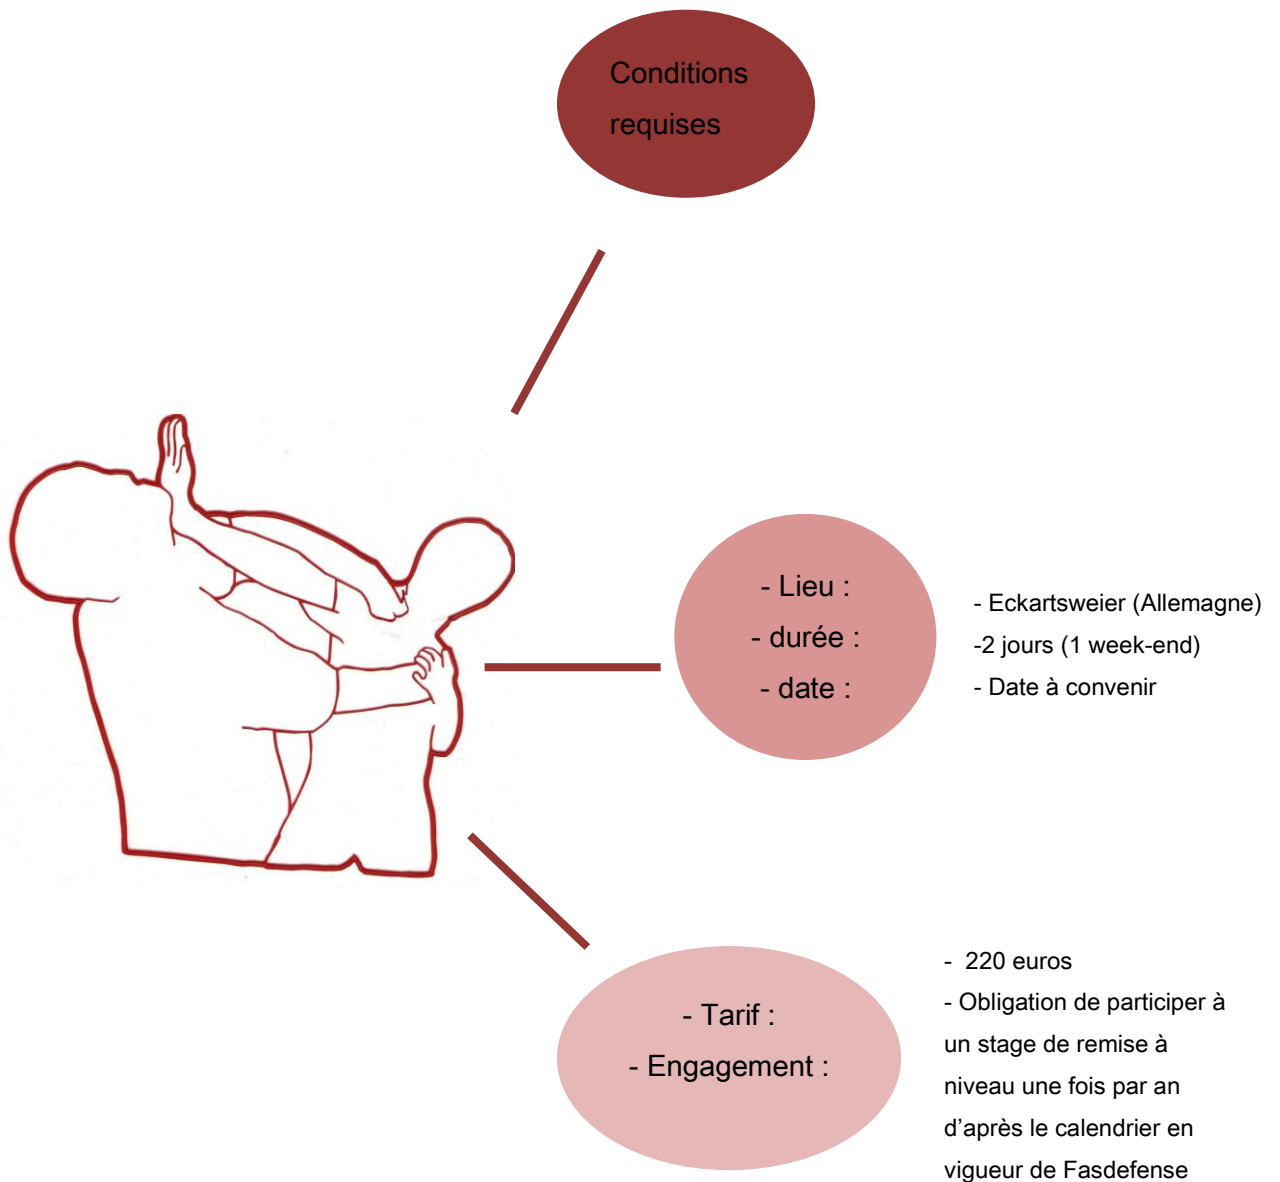 Conditions
requises
- Lieu :
- durée :
- date :
- Eckartsweier (Allemagne)
-2 jours (1 week-end)
- Date à convenir
- Tarif :
- Engagement :
- 220 euros
- Obligation de participer à
un stage de remise à
niveau une fois par an
d’après le calendrier en
vigueur de Fasdefense